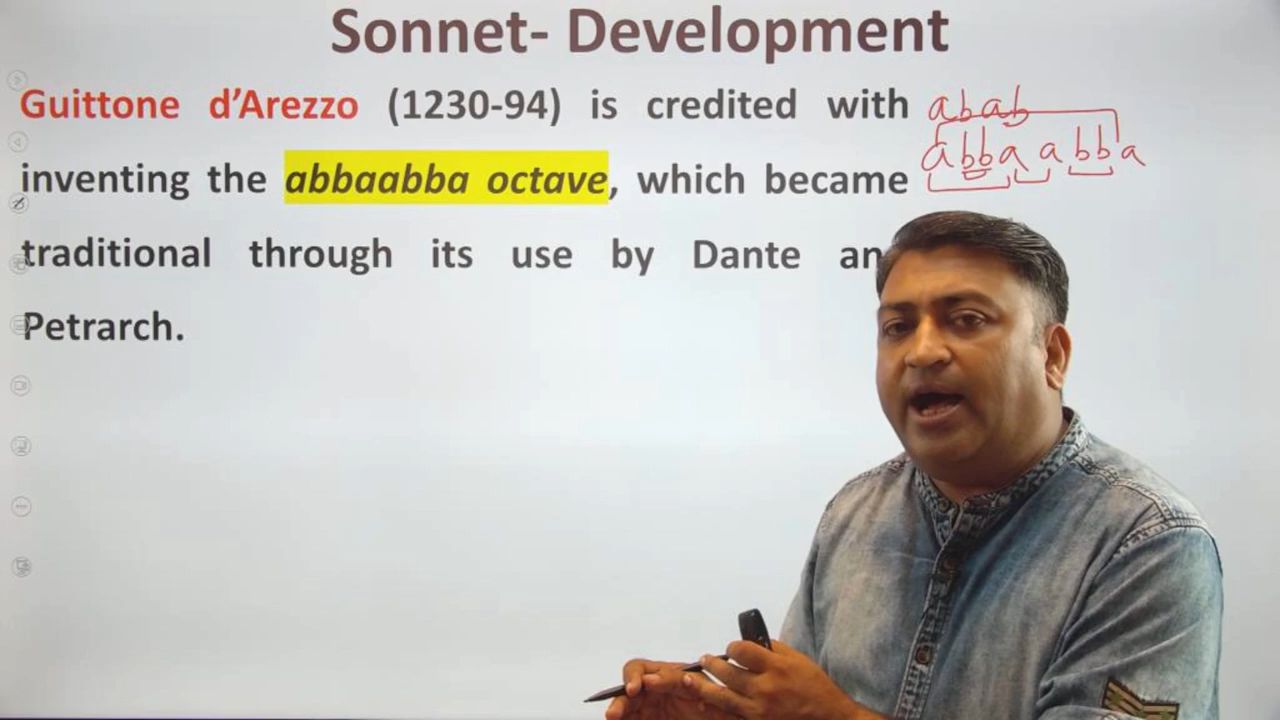 Sonnet- Development
Guittone d'Arezzo (1230-94) is credited with
inventing the abbaabba octave, which became
traditional through its use by Dante an
Petrarch.
abab
abbaabba